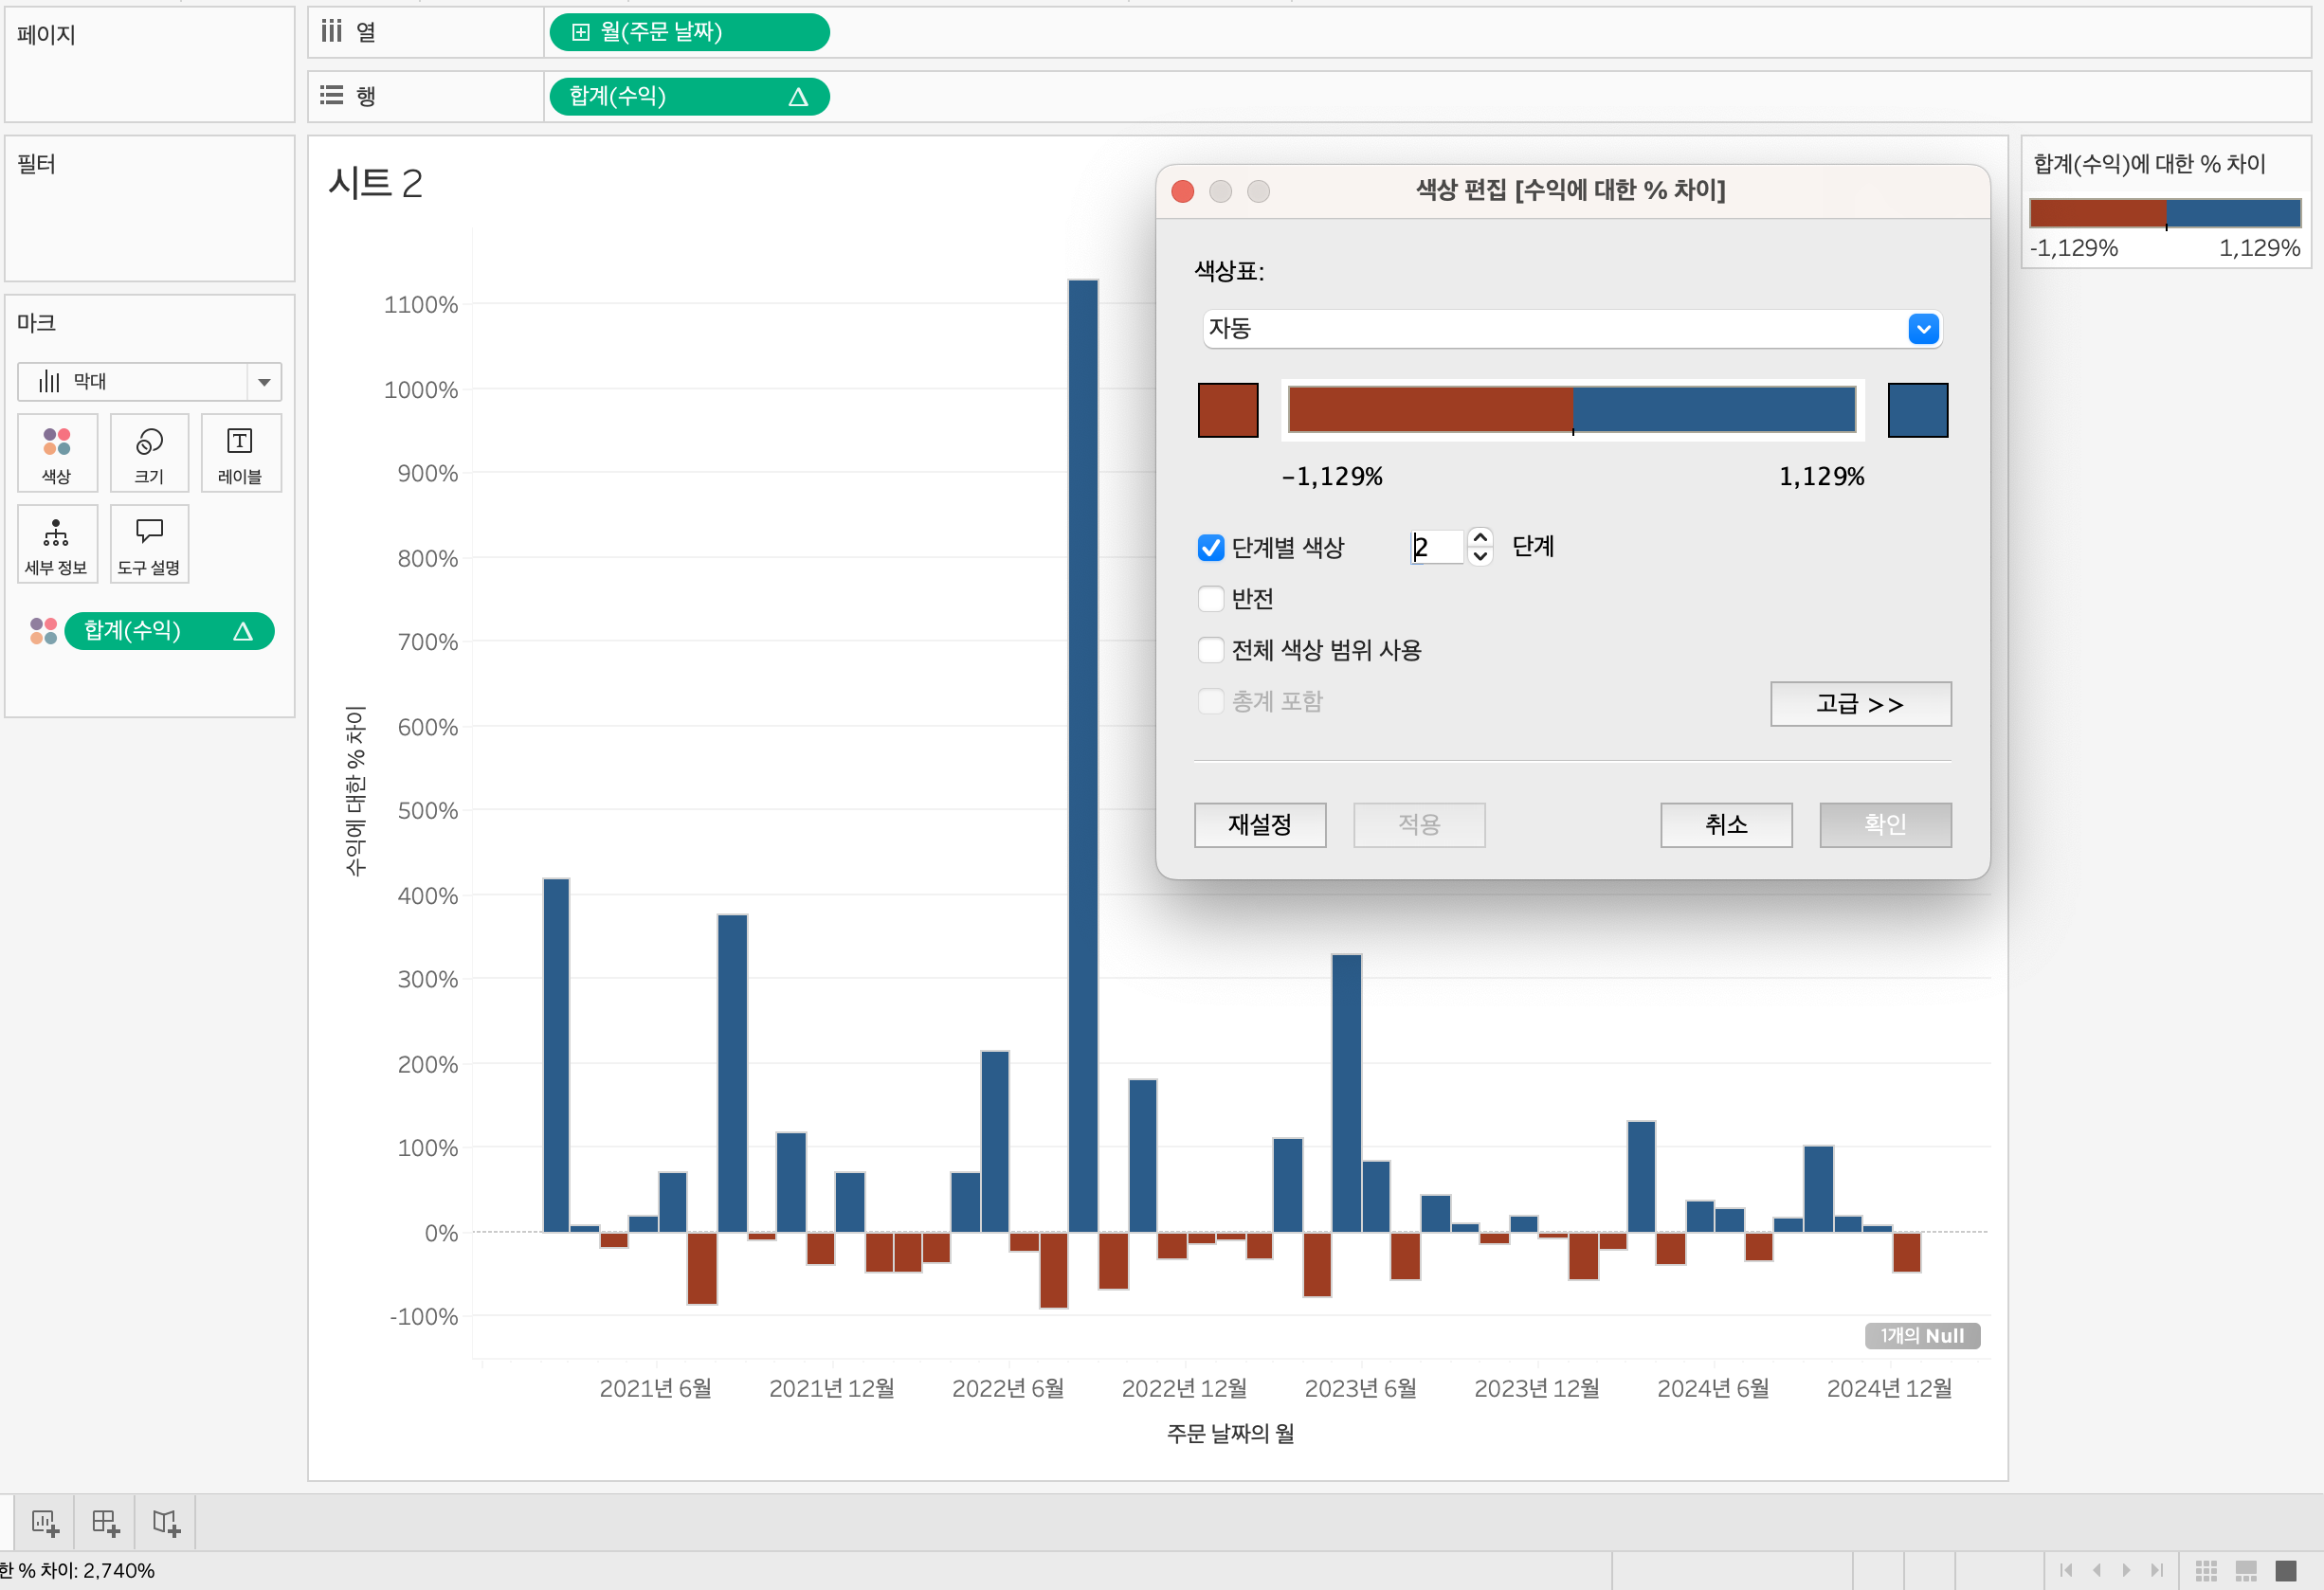 페이지
열
월(주문 날짜)
행
합계(수익)
필터
마크
막대
색상
크기
레이블
세부 정보
도구 설명
합계(수익)
시트 2
수익에 대한 % 차이
1100%
1000%
900%
800%
700%
600%
500%
400%
300%
200%
100%
0%
-100%
1개의 Null
2021년 6월
2021년 12월
2022년 6월
2022년 12월
2023년 6월
2023년 12월
2024년 6월
2024년 12월
주문 날짜의 월
색상 편집 [수익에 대한 % 차이]
색상표:
자동
-1,129%
1,129%
단계별 색상
2
단계
반전
전체 색상 범위 사용
총계 포함
고급 >>
재설정
적용
취소
확인
합계(수익)에 대한 % 차이
-1,129%
1,129%
한 % 차이: 2,740%